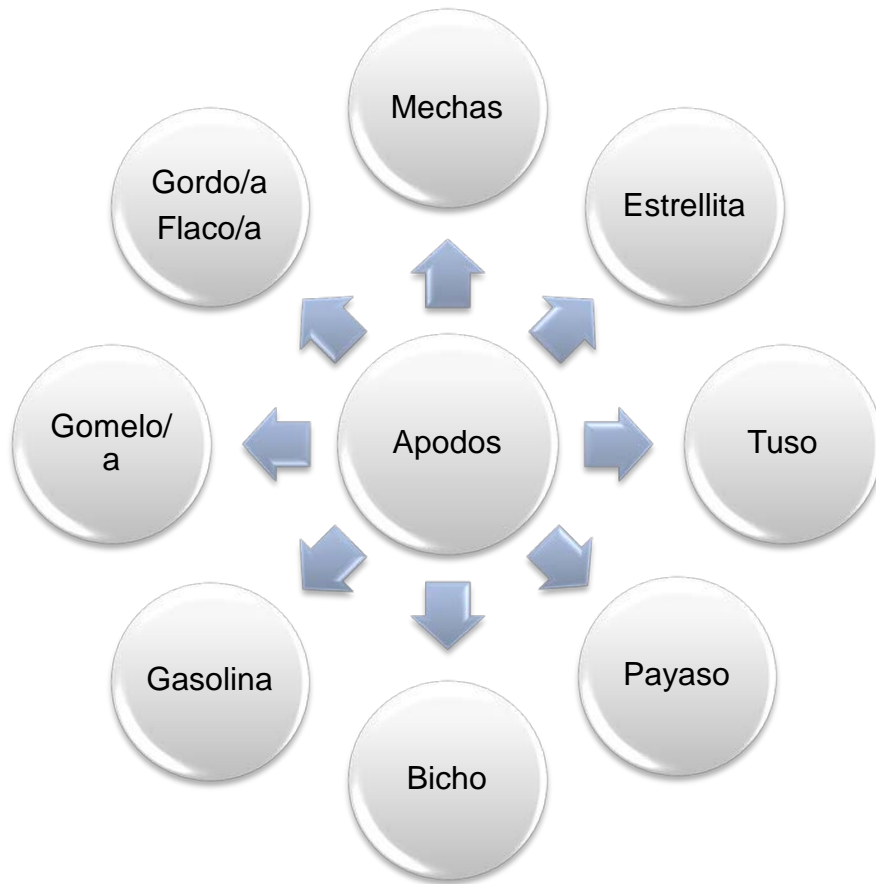 Mechas
Gordo/a
Flaco/a
Estrellita
Gomelo/
a
Apodos
Tuso
Gasolina
Payaso
Bicho